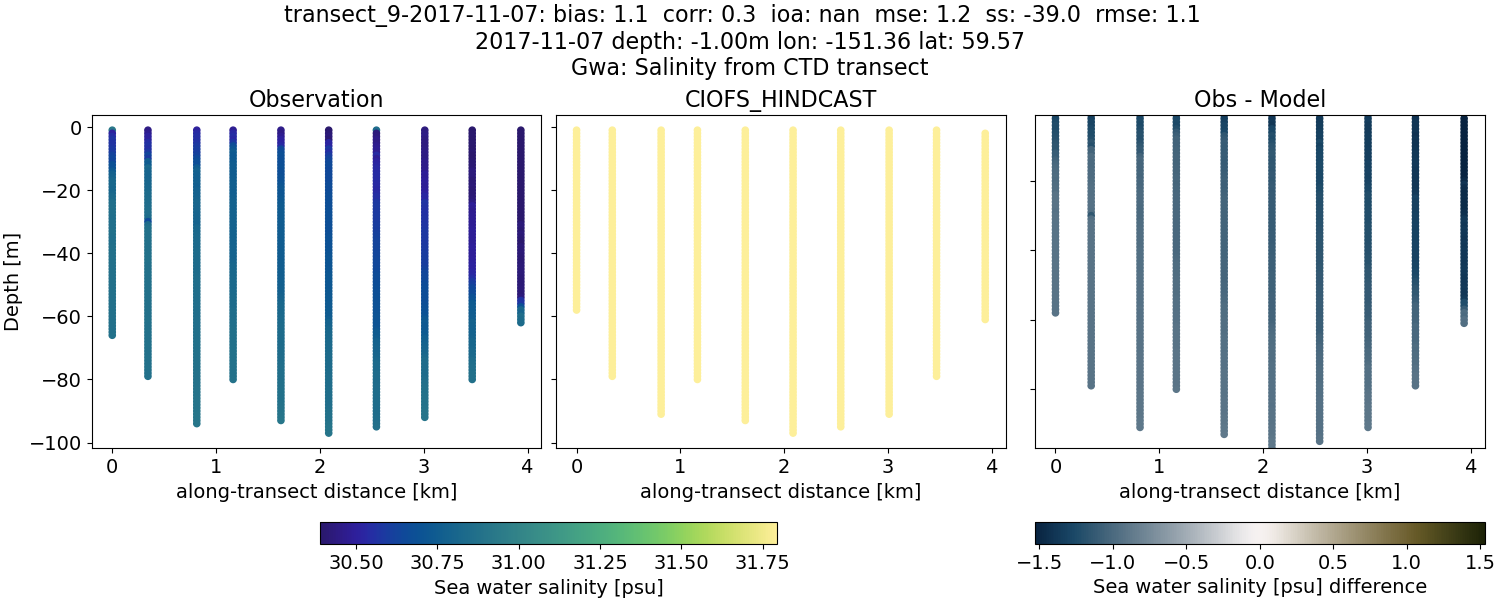 transect_9-2017-11-07: bias: 1.1  corr: 0.3  ioa: nan  mse: 1.2  ss: -39.0  rmse: 1.1
2017-11-07 depth: -1.00m lon: -151.36 lat: 59.57
Gwa: Salinity from CTD transect
Observation
CIOFS_HINDCAST
Obs - Model
Depth [m]
0
−20
−40
−60
−80
−100
0 1 2 3 4
0 1 2 3 4
0 1 2 3 4
along-transect distance [km]
along-transect distance [km]
along-transect distance [km]
30.50 30.75 31.00 31.25 31.50 31.75
Sea water salinity [psu]
−1.5 −1.0 −0.5 0.0 0.5 1.0 1.5
Sea water salinity [psu] difference